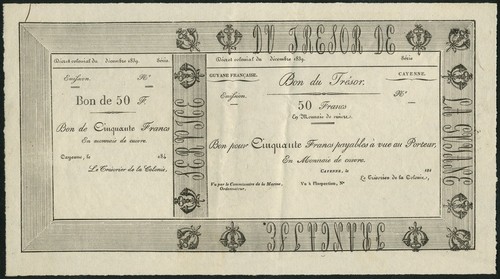 DU TRÉSOR DE
LA GUYANE
FRANÇAISE.
Décret colonial du décembre 1839. Série
Émission. N.º
Bon de 50 F.
Bon de Cinquante Francs
En monnaie de cuivre.
Cayenne, le 184
Le Trésorier de la Colonie,
Décret colonial du décembre 1839. Série
GUYANE FRANÇAISE. CAYENNE.
Bon du Trésor.
Émission. N.º
50 Francs
En Monnaie de cuivre.
Bon pour Cinquante Francs payables à vue au Porteur,
En Monnaie de cuivre.
CAYENNE, le 184
Vu par le Commissaire de la Marine, Vu à l'Inspection, N.º Le Trésorier de la Colonie,
Ordonnateur,